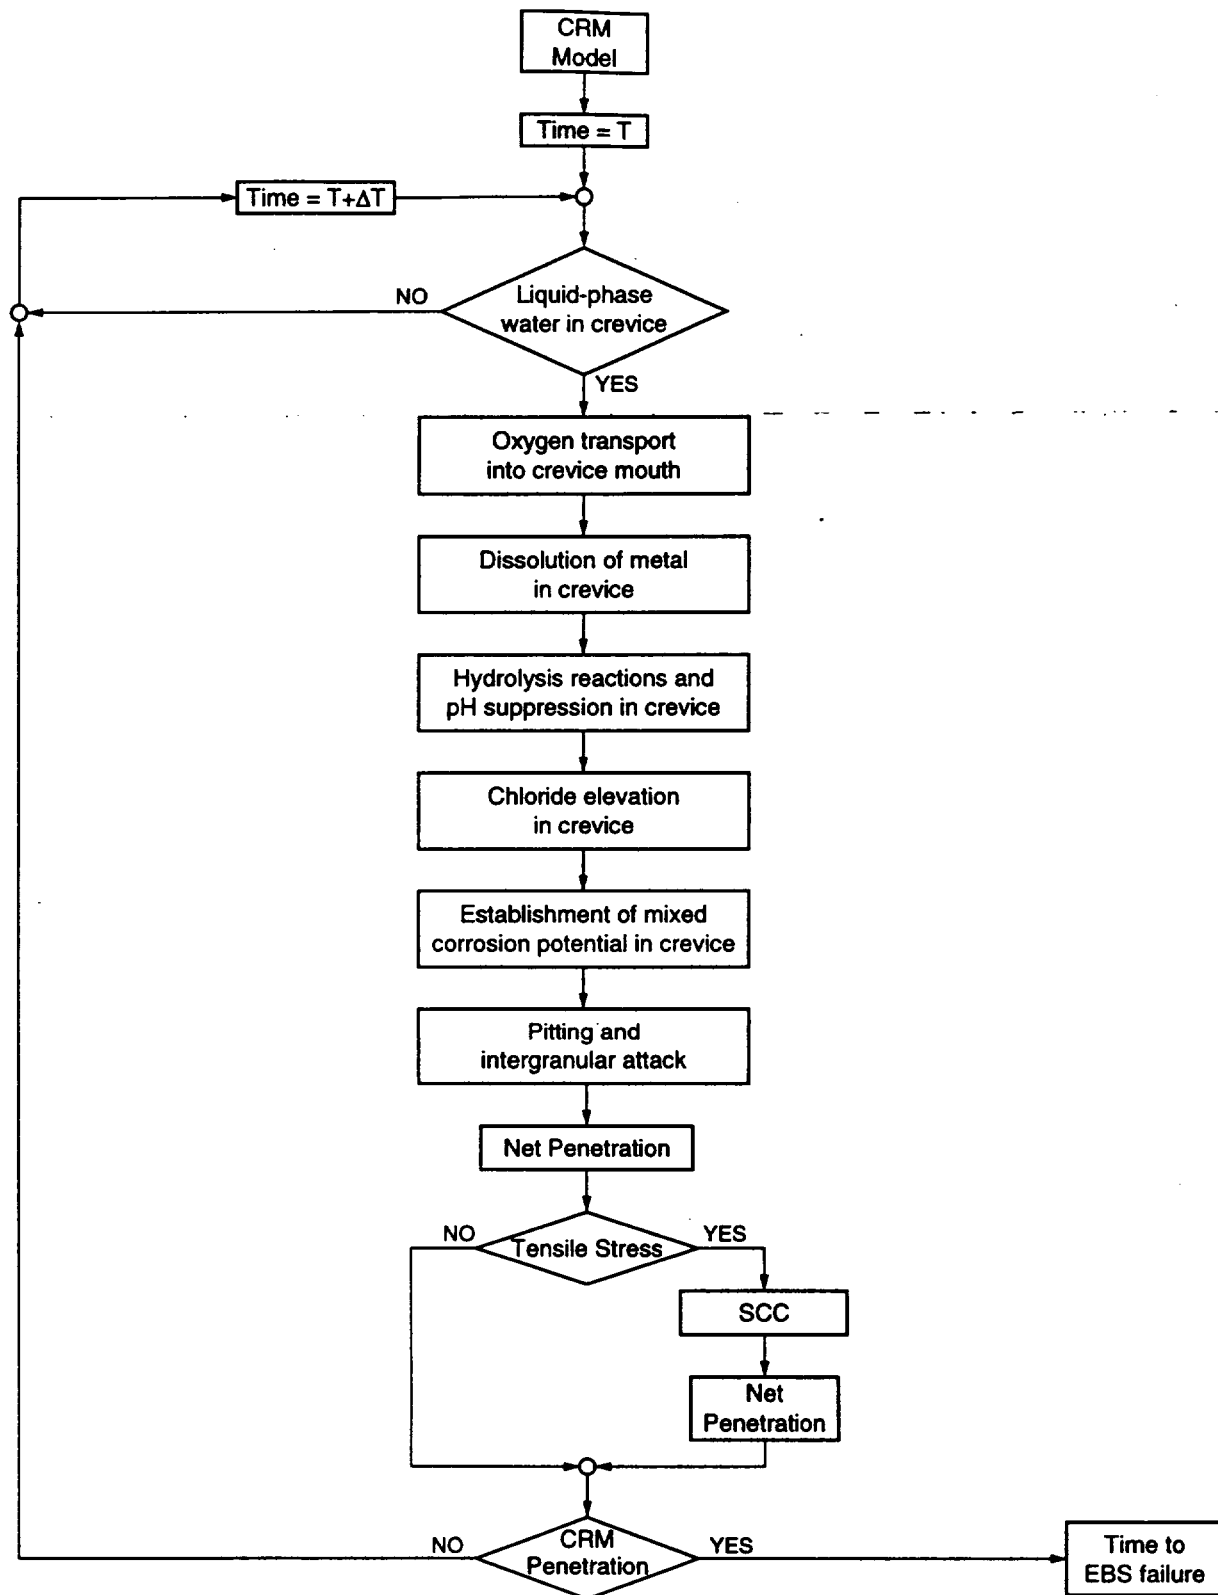 CRM
Model
Time = T
Time = T+ΔT
NO
Liquid-phase
water in crevice
YES
Oxygen transport
into crevice mouth
Dissolution of metal
in crevice
Hydrolysis reactions and
pH suppression in crevice
Chloride elevation
in crevice
Establishment of mixed
corrosion potential in crevice
Pitting and
intergranular attack
Net Penetration
NO
Tensile Stress
YES
SCC
Net
Penetration
NO
CRM
Penetration
YES
Time to
EBS failure